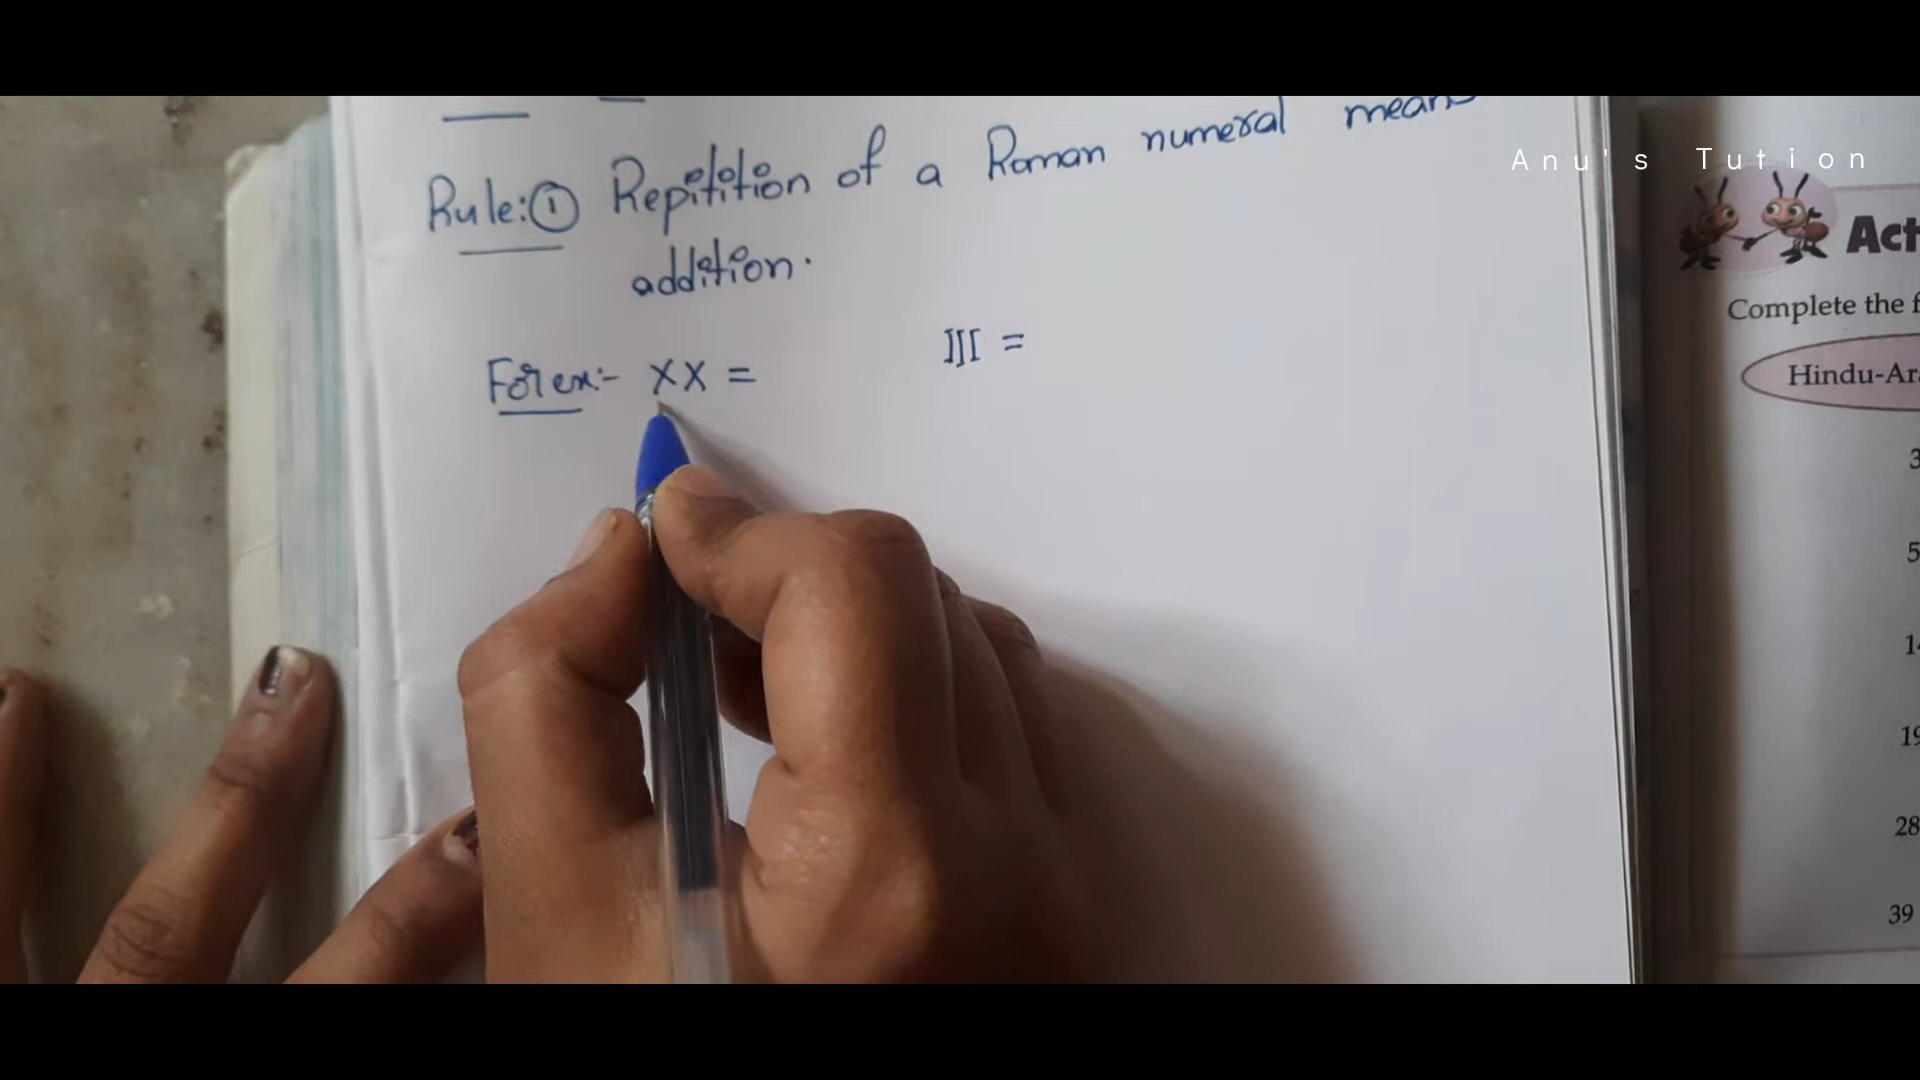 Rule: ① Repitition of a Roman numeral means
addition.
For ex:- XX =
III =
Anu's Tution
Act
Complete the f
Hindu-Ar
3
5
1
19
28
39